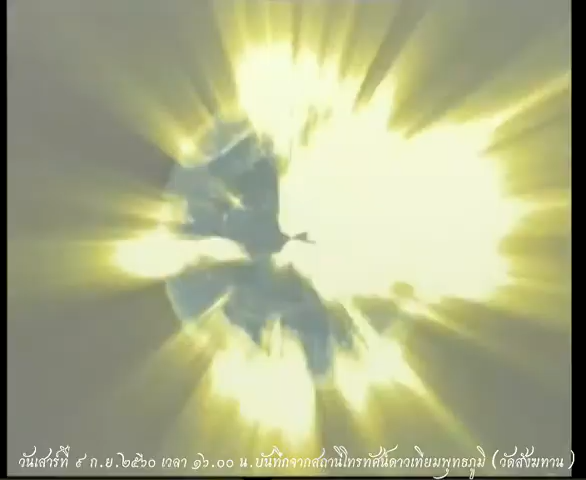 วันเสาร์ที่ ๙ ก.ย.๒๕๖๐ เวลา ๑๖.๐๐ น.บันทึกจากสถานีโทรทัศน์ดาวเทียมพุทธภูมิ (วัดสังฆทาน)